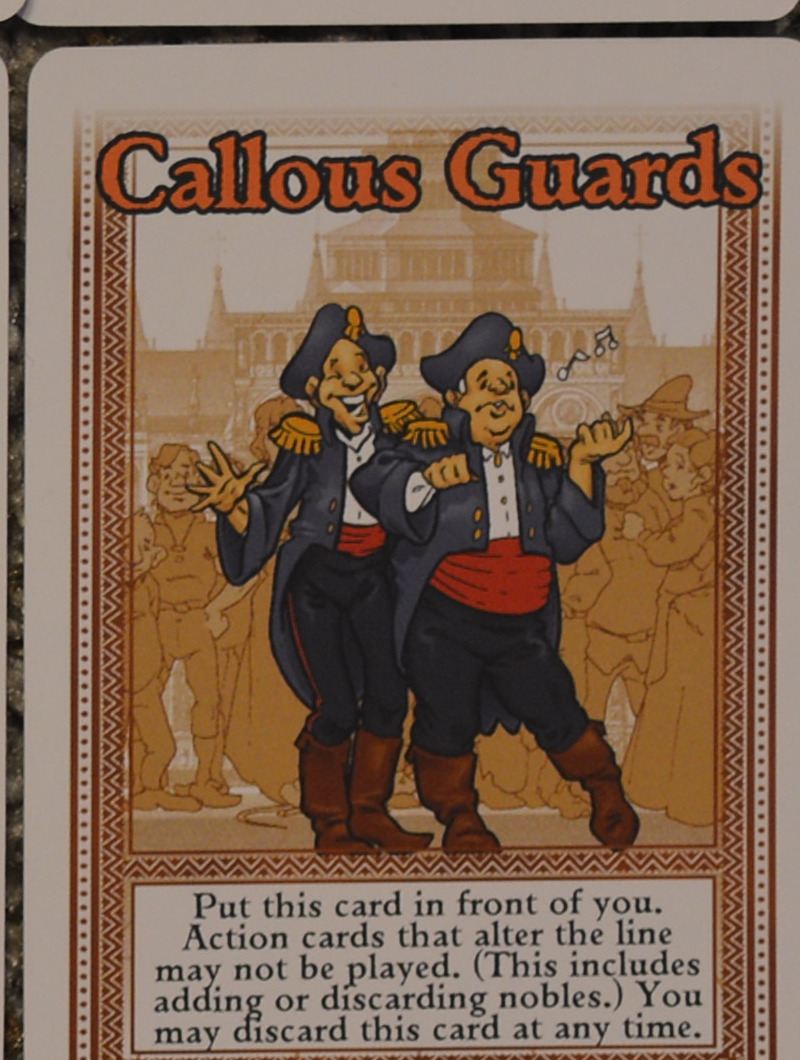 Callous Guards
Put this card in front of you.
Action cards that alter the line
may not be played. (This includes
adding or discarding nobles.) You
may discard this card at any time.